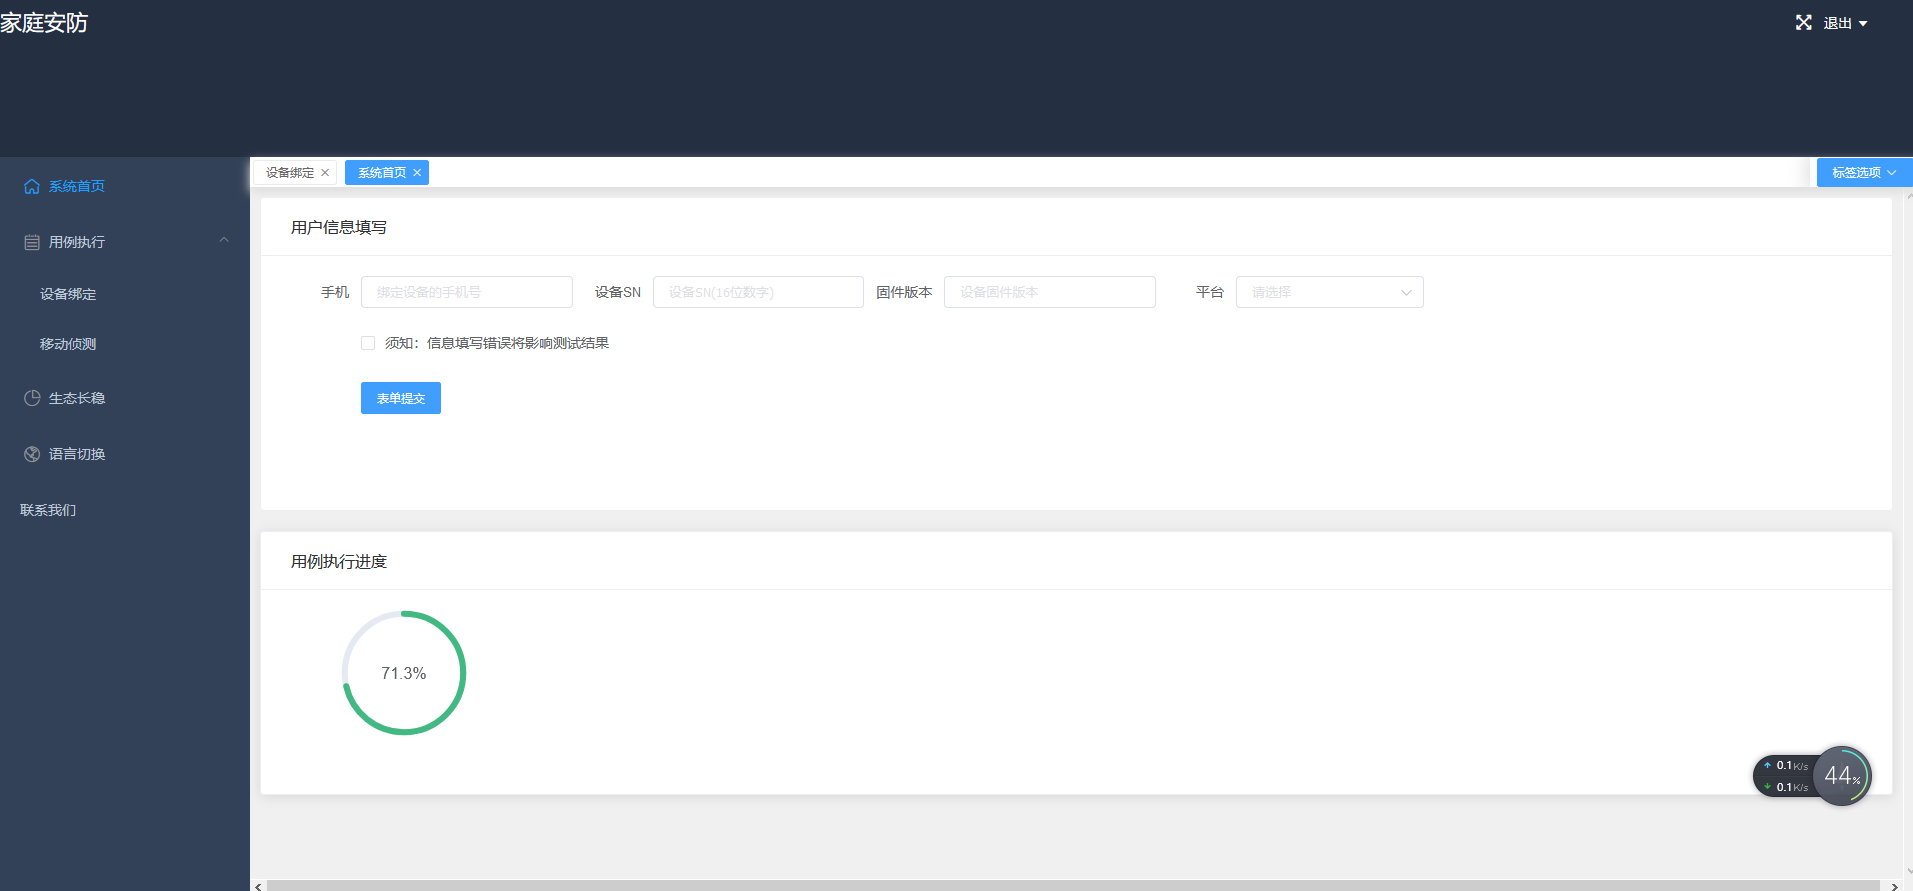 家庭安防
退出
系统首页
用例执行
设备绑定
移动侦测
生态长稳
语言切换
联系我们
设备绑定
系统首页
标签选项
用户信息填写
手机 绑定设备的手机号 设备SN 设备SN(16位数字) 固件版本 设备固件版本 平台 请选择
须知：信息填写错误将影响测试结果
表单提交
用例执行进度
71.3%
0.1K/s
0.1K/s
44%